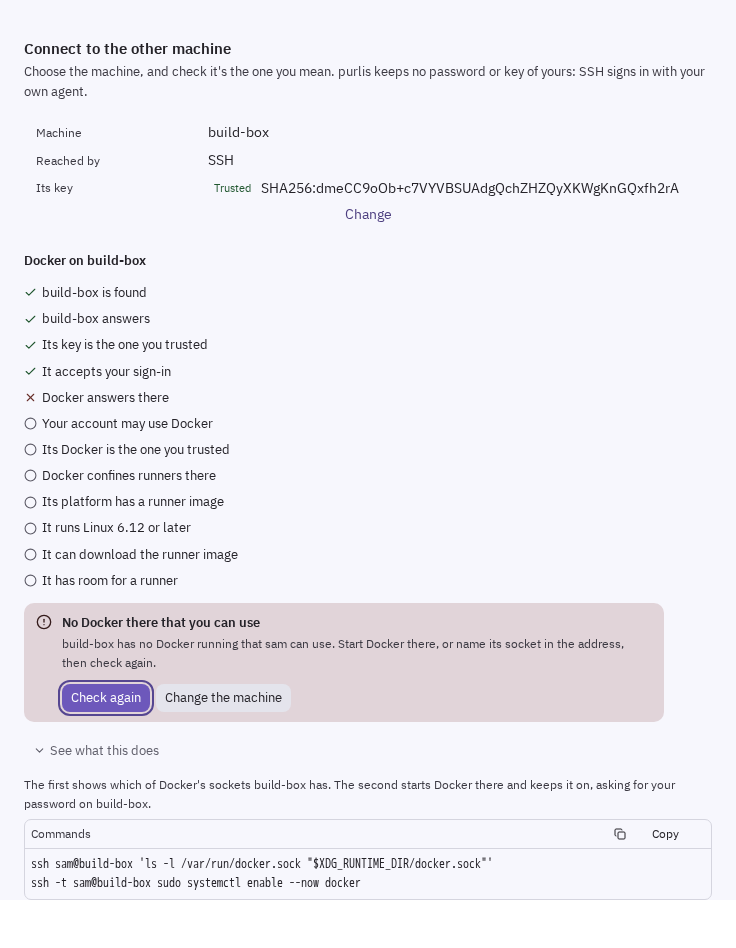 Connect to the other machine
Choose the machine, and check it's the one you mean. purlis keeps no password or key of yours: SSH signs in with your
own agent.
Machine build-box
Reached by SSH
Its key Trusted SHA256:dmeCC9oOb+c7VYVBSUAdgQchZHZQyXKWgKnGQxfh2rA
Change
Docker on build-box
build-box is found
build-box answers
Its key is the one you trusted
It accepts your sign-in
Docker answers there
Your account may use Docker
Its Docker is the one you trusted
Docker confines runners there
Its platform has a runner image
It runs Linux 6.12 or later
It can download the runner image
It has room for a runner
No Docker there that you can use
build-box has no Docker running that sam can use. Start Docker there, or name its socket in the address,
then check again.
Check again Change the machine
See what this does
The first shows which of Docker's sockets build-box has. The second starts Docker there and keeps it on, asking for your
password on build-box.
Commands Copy
ssh sam@build-box 'ls -l /var/run/docker.sock "$XDG_RUNTIME_DIR/docker.sock"'
ssh -t sam@build-box sudo systemctl enable --now docker